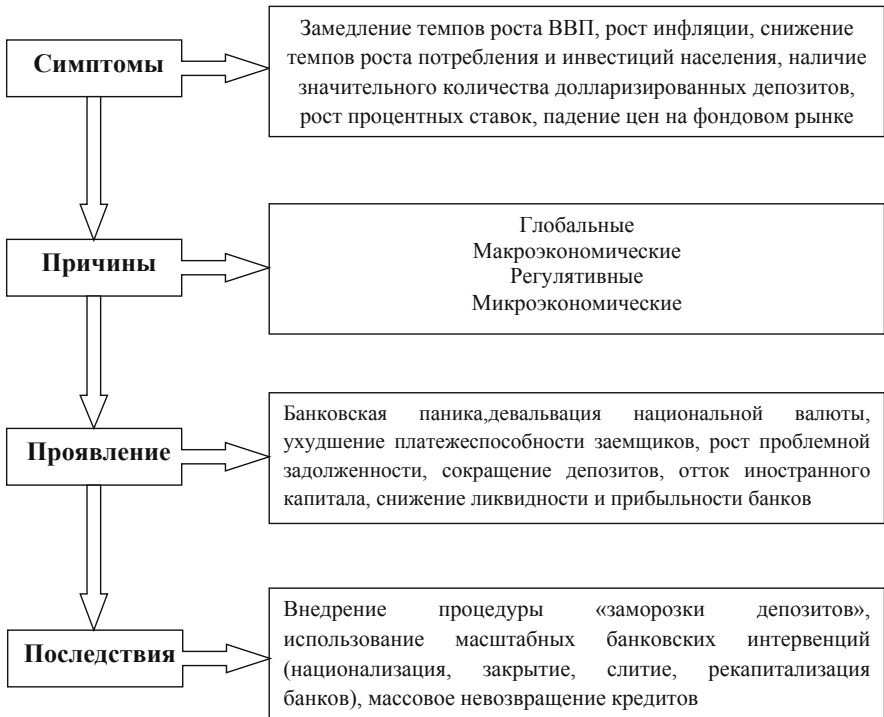 Симптомы
Замедление темпов роста ВВП, рост инфляции, снижение
темпов роста потребления и инвестиций населения, наличие
значительного количества долларизированных депозитов,
рост процентных ставок, падение цен на фондовом рынке
Причины
Глобальные
Макроэкономические
Регулятивные
Микроэкономические
Проявление
Банковская паника,девальвация национальной валюты,
ухудшение платежеспособности заемщиков, рост проблемной
задолженности, сокращение депозитов, отток иностранного
капитала, снижение ликвидности и прибыльности банков
Последствия
Внедрение процедуры «заморозки депозитов»,
использование масштабных банковских интервенций
(национализация, закрытие, слитие, рекапитализация
банков), массовое невозвращение кредитов